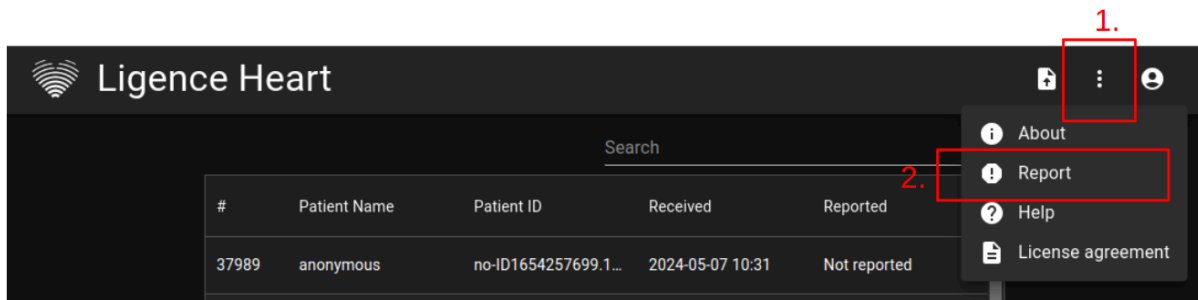 1.
Ligence Heart
About
Search
2.
Report
# Patient Name Patient ID Received Reported
Help
37989 anonymous no-ID1654257699.1... 2024-05-07 10:31 Not reported
License agreement